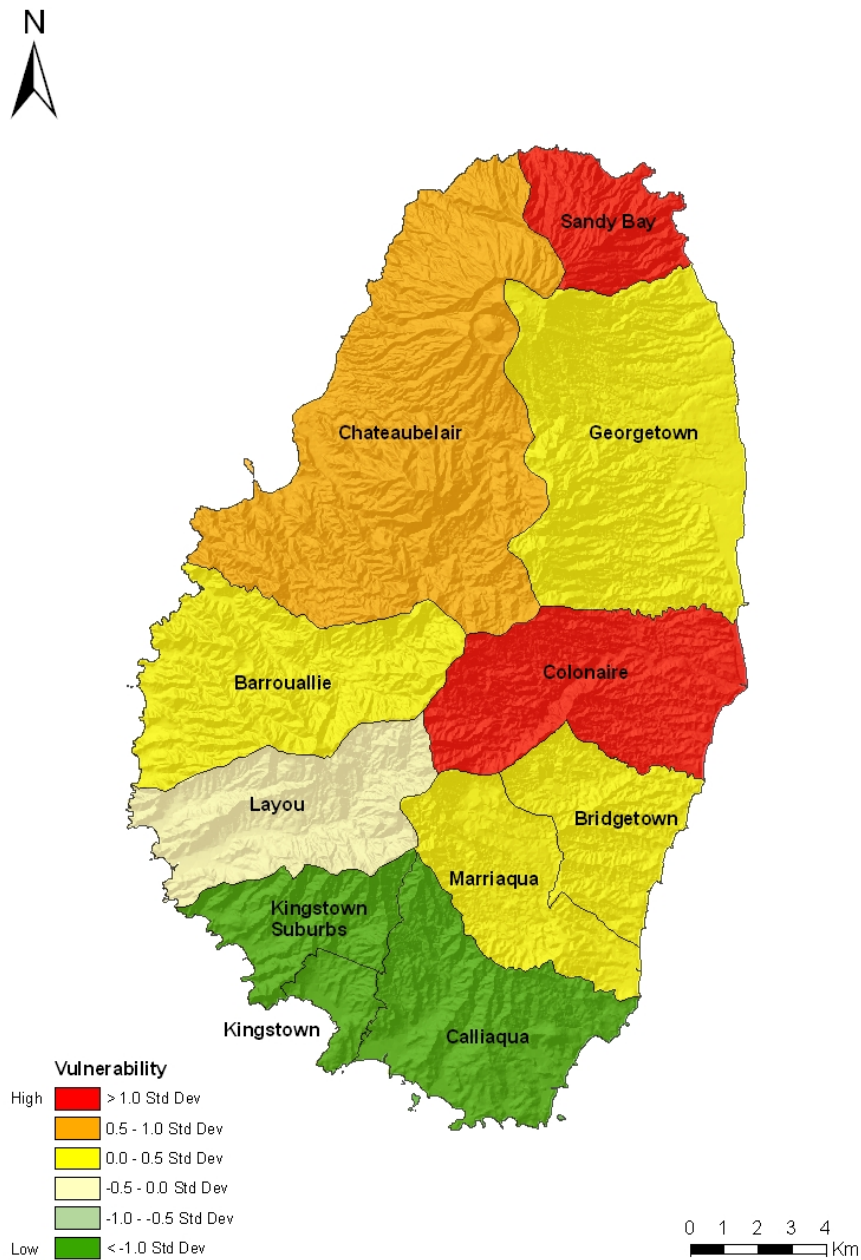 N
Sandy Bay
Chateaubelair
Georgetown
Colonaire
Barrouallie
Layou
Bridgetown
Marriaqua
Kingstown
Suburbs
Kingstown
Calliaqua
Vulnerability
High > 1.0 Std Dev
0.5 - 1.0 Std Dev
0.0 - 0.5 Std Dev
-0.5 - 0.0 Std Dev
-1.0 - -0.5 Std Dev
Low < -1.0 Std Dev
0 1 2 3 4
Km